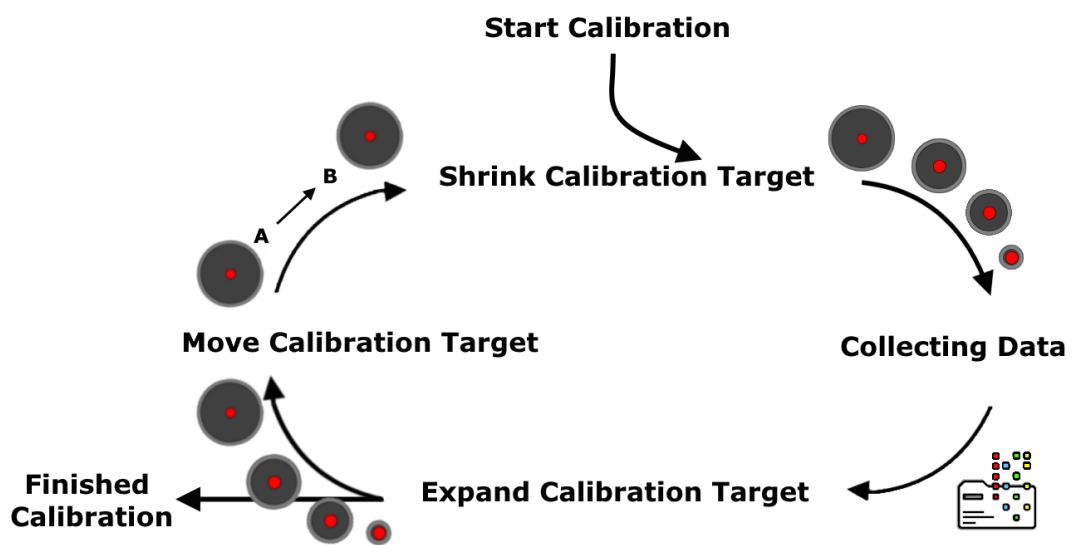 Start Calibration
B
Shrink Calibration Target
A
Move Calibration Target
Collecting Data
Finished
Calibration
Expand Calibration Target